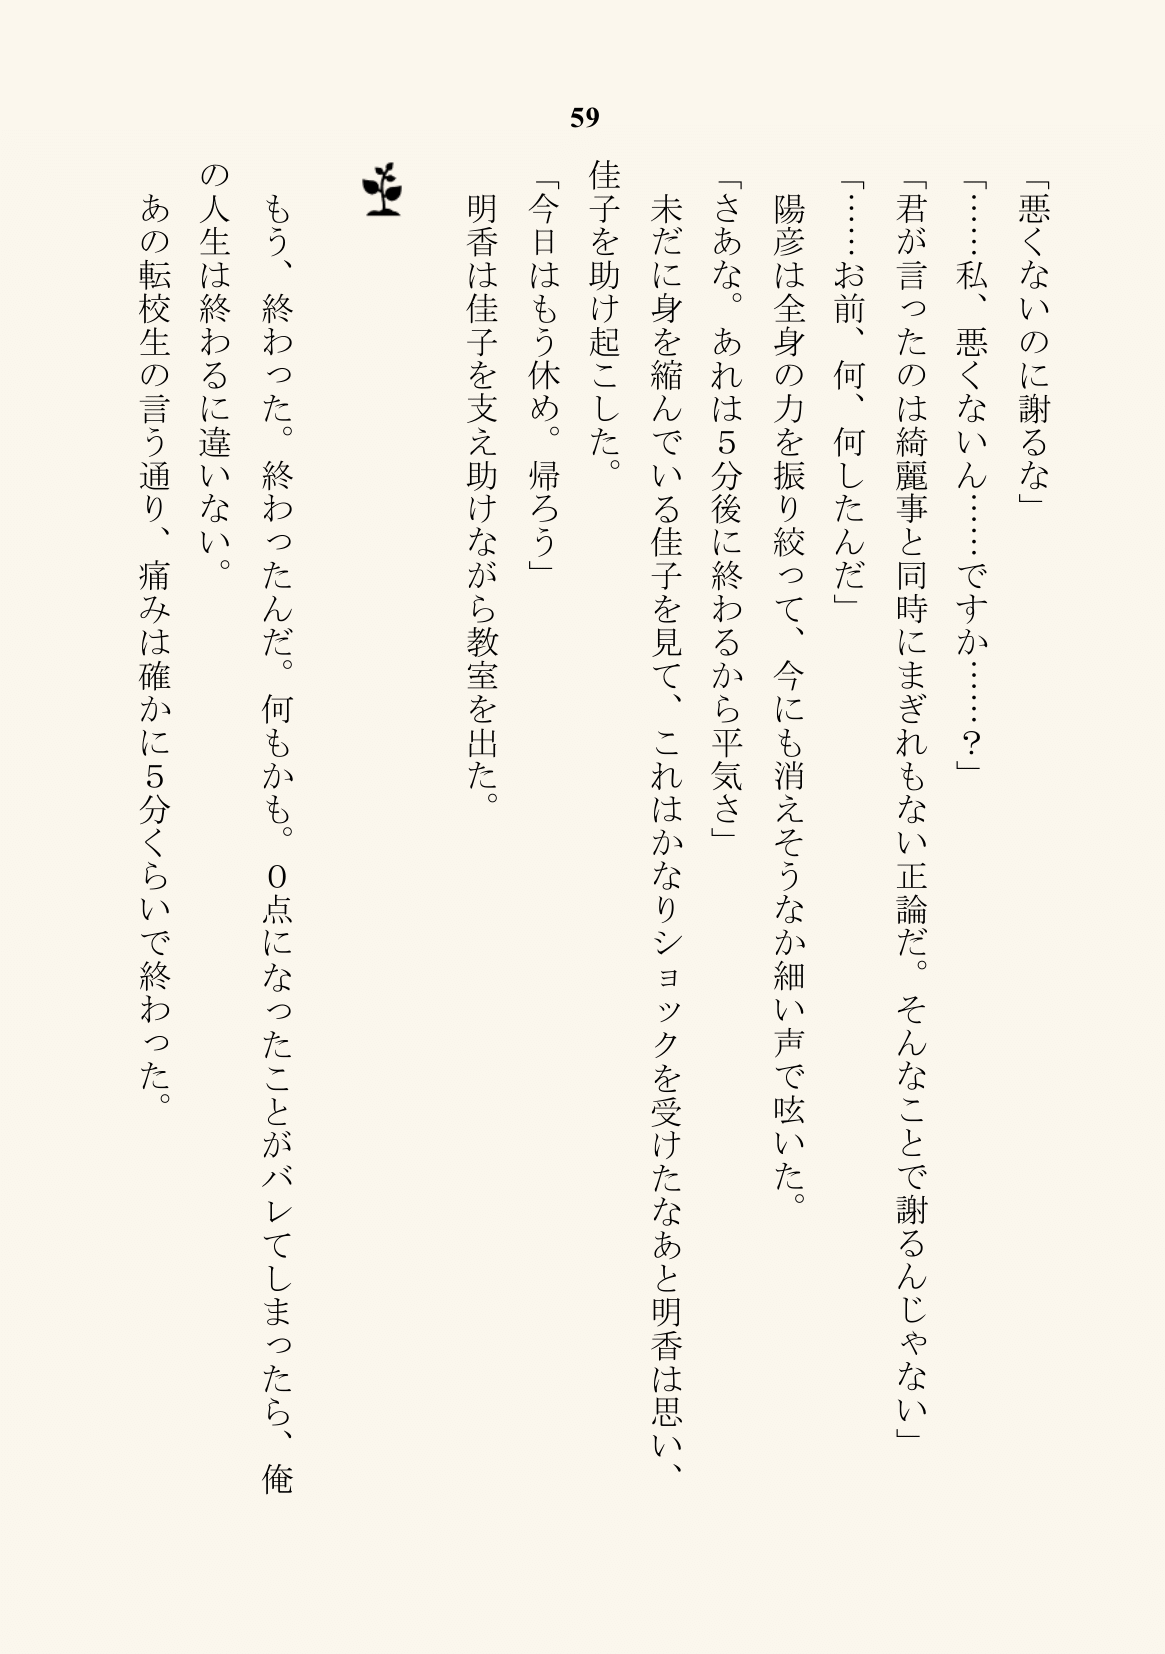 59
「悪くないのに謝るな」
「……私、悪くないん……ですか……？」
「君が言ったのは綺麗事と同時にまぎれもない正論だ。そんなことで謝るんじゃない」
「……お前、何、何したんだ」
　陽彦は全身の力を振り絞って、今にも消えそうなか細い声で呟いた。
「さあな。あれは５分後に終わるから平気さ」
　未だに身を縮んでいる佳子を見て、これはかなりショックを受けたなあと明香は思い、
佳子を助け起こした。
「今日はもう休め。帰ろう」
　明香は佳子を支え助けながら教室を出た。
　もう、終わった。終わったんだ。何もかも。０点になったことがバレてしまったら、俺
の人生は終わるに違いない。
　あの転校生の言う通り、痛みは確かに５分くらいで終わった。